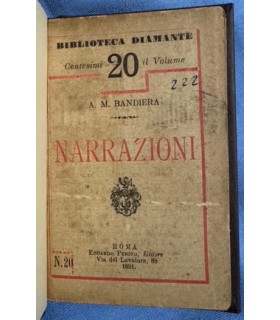 BIBLIOTECA DIAMANTE
Centesimi 20 il Volume
222
A. M. BANDIERA
NARRAZIONI
ROMA
EDOARDO PERINO, Editore
Via del Lavatore, 88
1891.
N. 20